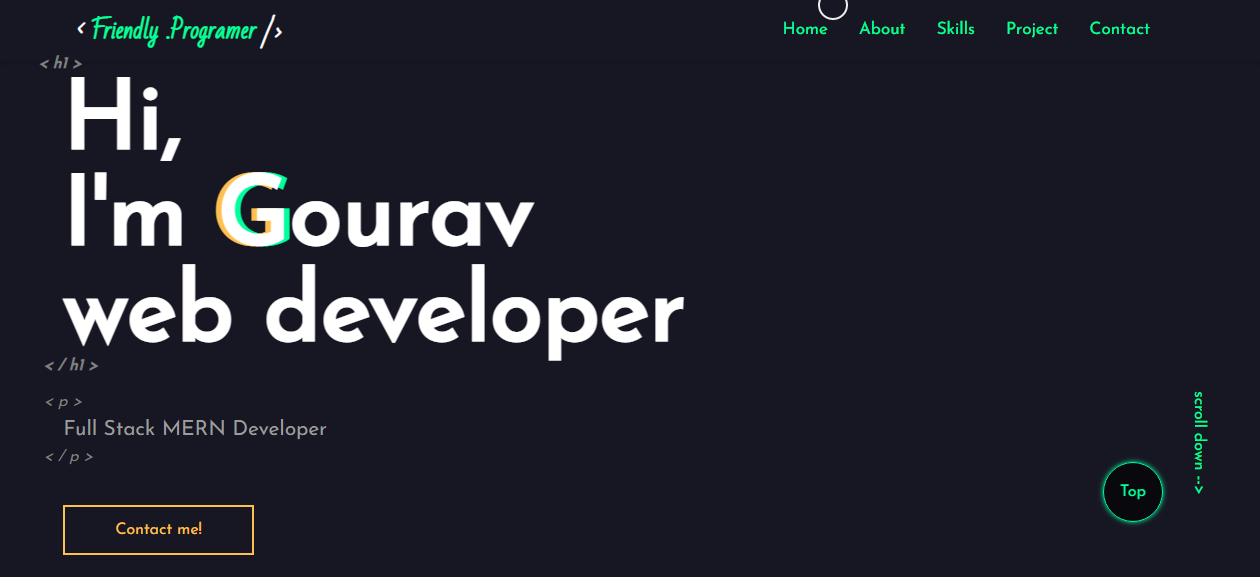 < Friendly .Programer />
Home About Skills Project Contact
< h1 >
Hi,
I'm Gourav
web developer
< / h1 >
< p >
Full Stack MERN Developer
< / p >
scroll down -->
Top
Contact me!